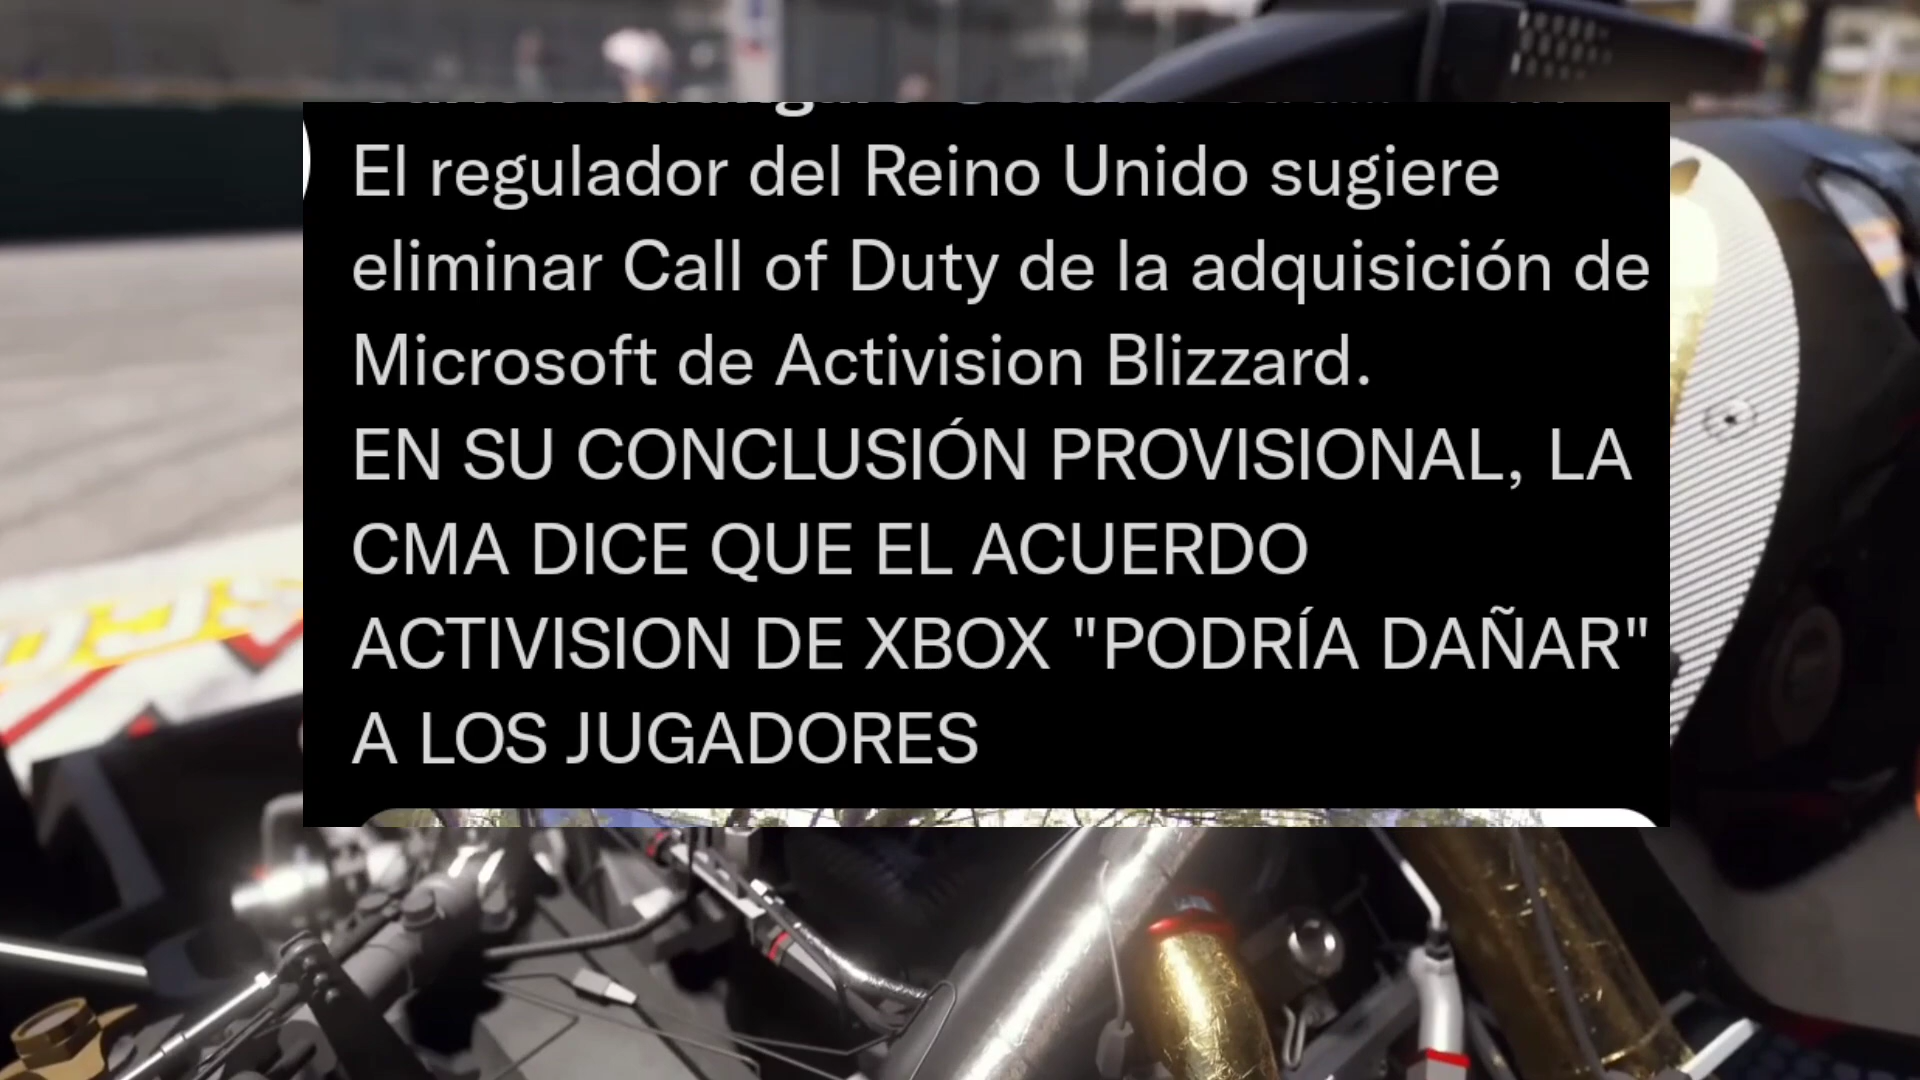 El regulador del Reino Unido sugiere
eliminar Call of Duty de la adquisición de
Microsoft de Activision Blizzard.
EN SU CONCLUSIÓN PROVISIONAL, LA
CMA DICE QUE EL ACUERDO
ACTIVISION DE XBOX "PODRÍA DAÑAR"
A LOS JUGADORES